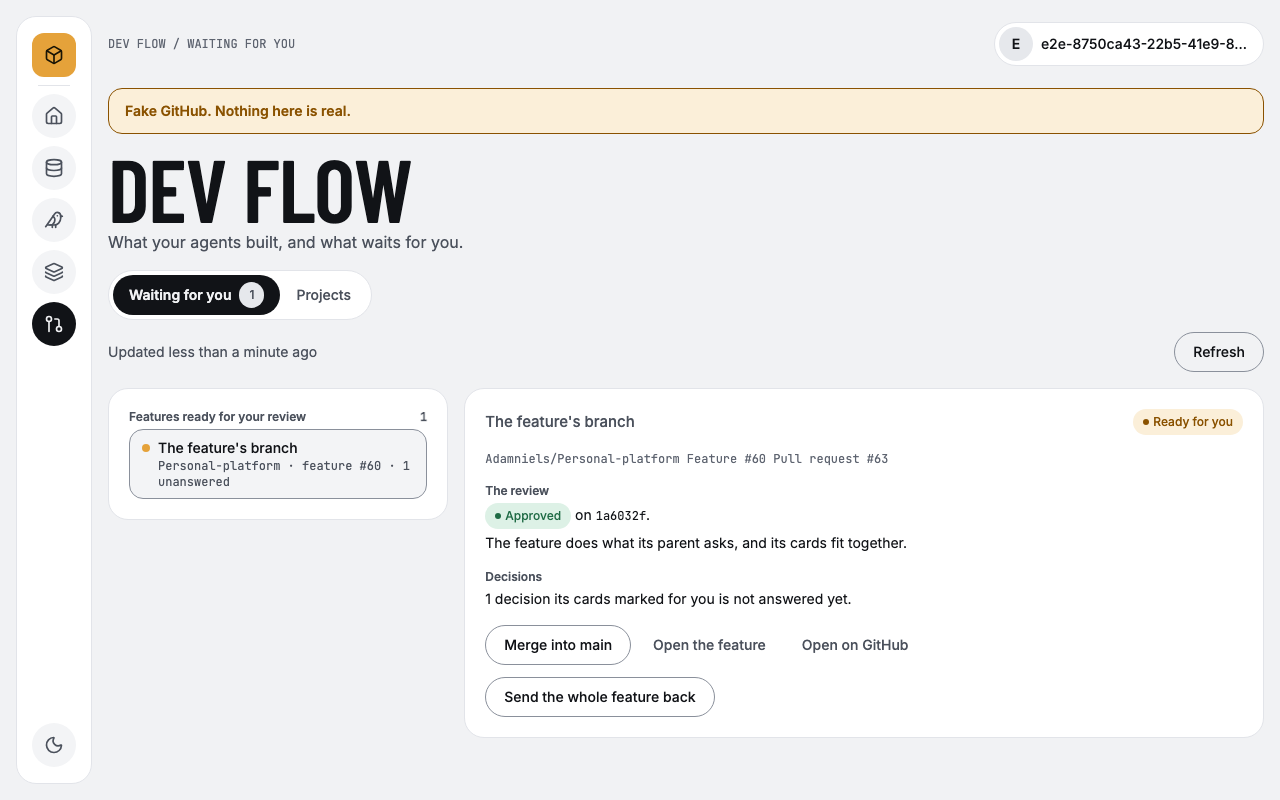 DEV FLOW / WAITING FOR YOU
E
e2e-8750ca43-22b5-41e9-8...
Fake GitHub. Nothing here is real.
DEV FLOW
What your agents built, and what waits for you.
Waiting for you 1
Projects
Updated less than a minute ago
Refresh
Features ready for your review 1
The feature's branch
Personal-platform · feature #60 · 1
unanswered
The feature's branch
Ready for you
Adamniels/Personal-platform Feature #60 Pull request #63
The review
Approved on 1a6032f.
The feature does what its parent asks, and its cards fit together.
Decisions
1 decision its cards marked for you is not answered yet.
Merge into main
Open the feature
Open on GitHub
Send the whole feature back